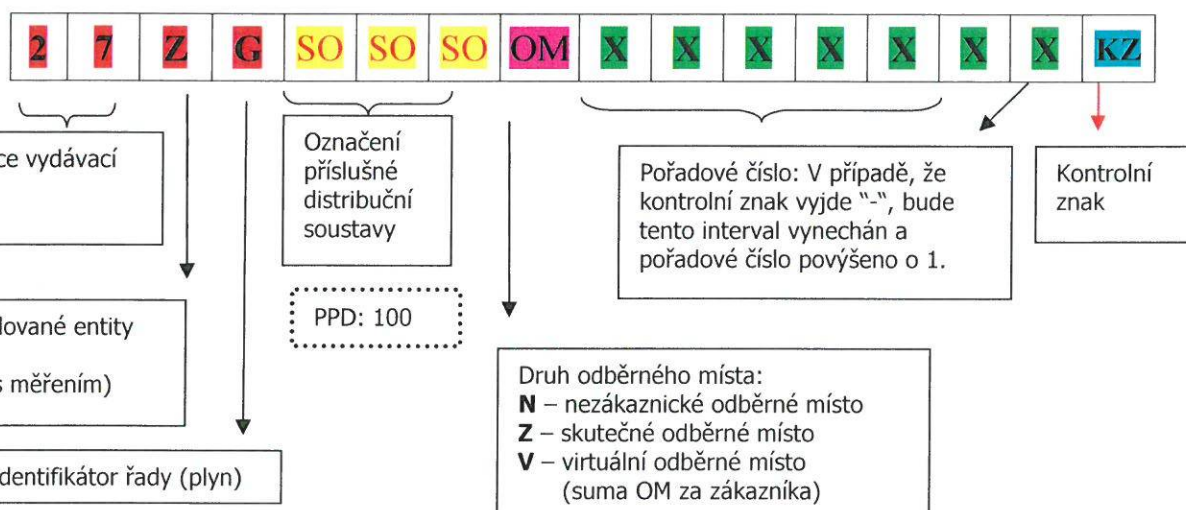 2 7 Z G SO SO SO OM X X X X X X X KZ
ce vydávací
Označení
příslušné
distribuční
soustavy
PPD: 100
Pořadové číslo: V případě, že
kontrolní znak vyjde “-“, bude
tento interval vynechán a
pořadové číslo povýšeno o 1.
Kontrolní
znak
lované entity
s měřením)
dentifikátor řady (plyn)
Druh odběrného místa:
N – nezákaznické odběrné místo
Z – skutečné odběrné místo
V – virtuální odběrné místo
(suma OM za zákazníka)